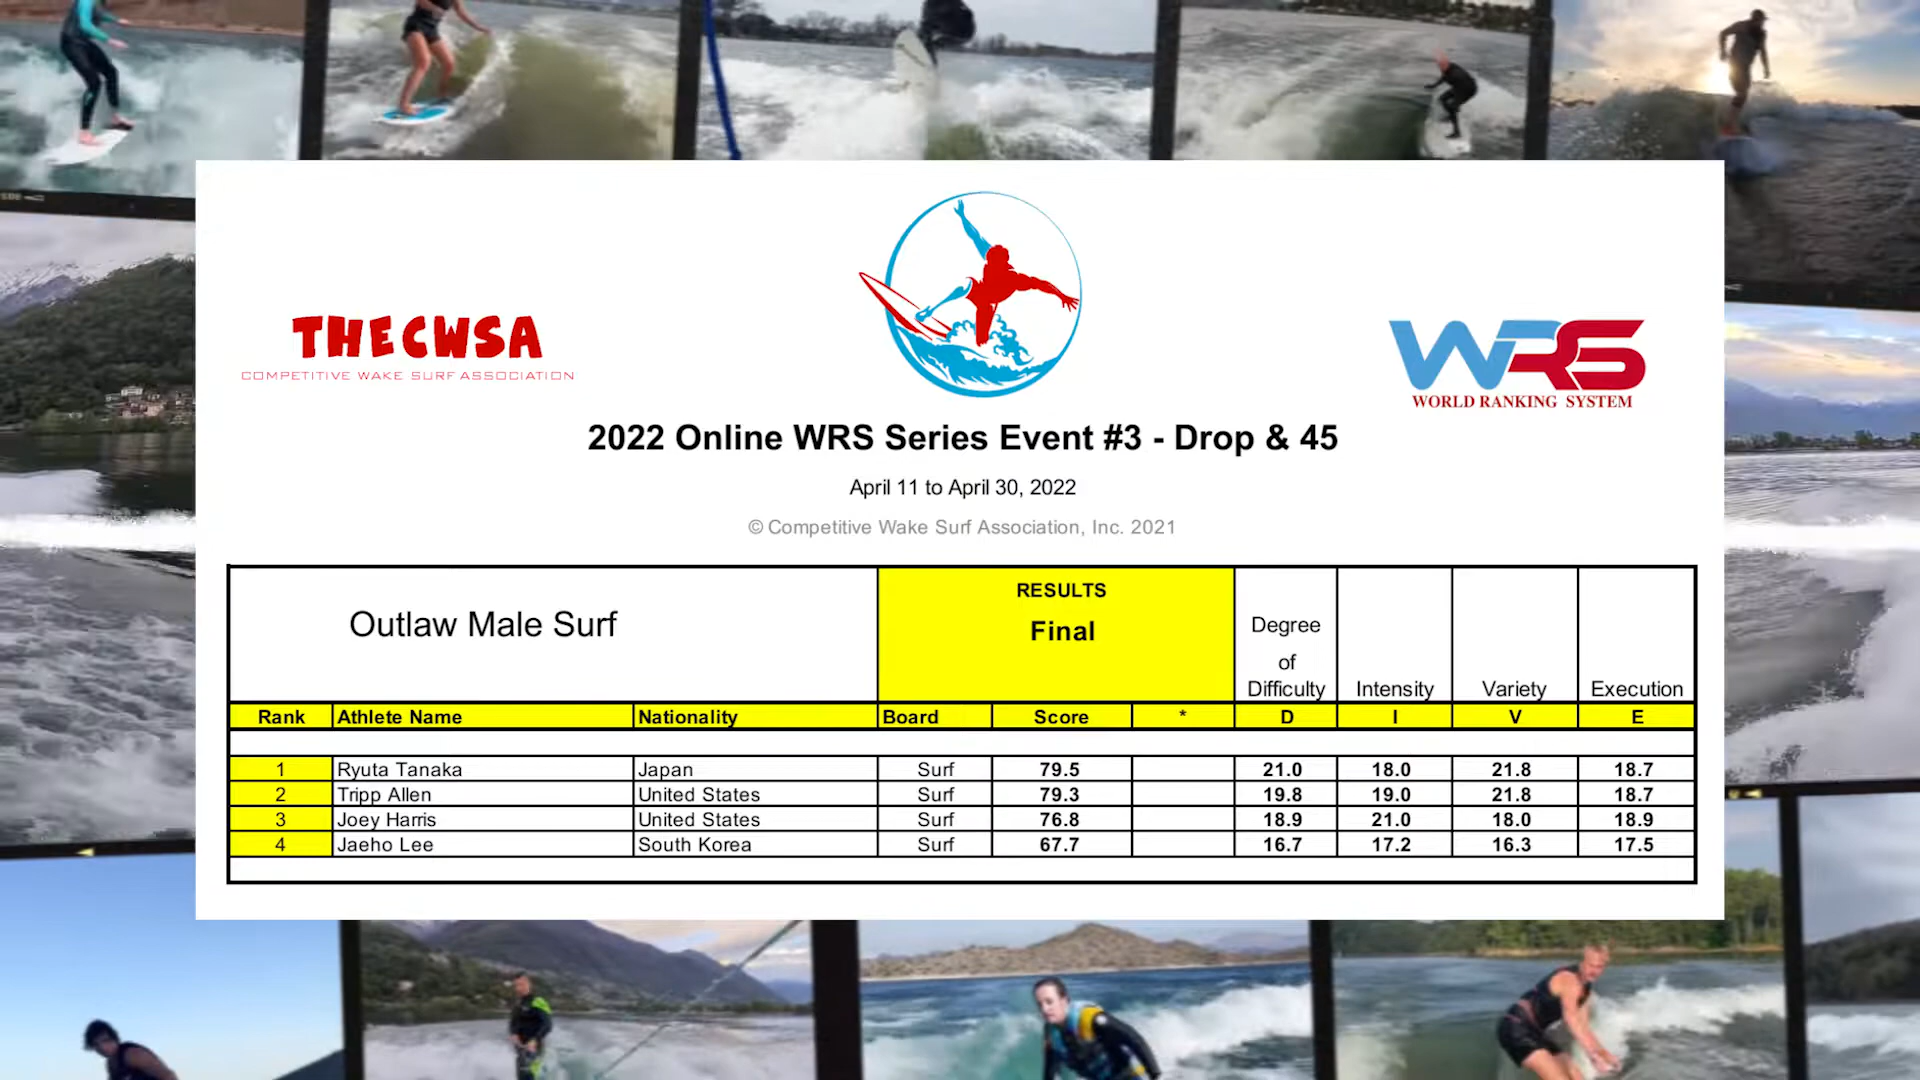 THECWSA
COMPETITIVE WAKE SURF ASSOCIATION
WRS
WORLD RANKING SYSTEM
2022 Online WRS Series Event #3 - Drop & 45
April 11 to April 30, 2022
© Competitive Wake Surf Association, Inc. 2021
Outlaw Male Surf
RESULTS
Final
Degree
of
Difficulty Intensity Variety Execution
Rank Athlete Name Nationality Board Score * D I V E
1 Ryuta Tanaka Japan Surf 79.5 21.0 18.0 21.8 18.7
2 Tripp Allen United States Surf 79.3 19.8 19.0 21.8 18.7
3 Joey Harris United States Surf 76.8 18.9 21.0 18.0 18.9
4 Jaeho Lee South Korea Surf 67.7 16.7 17.2 16.3 17.5